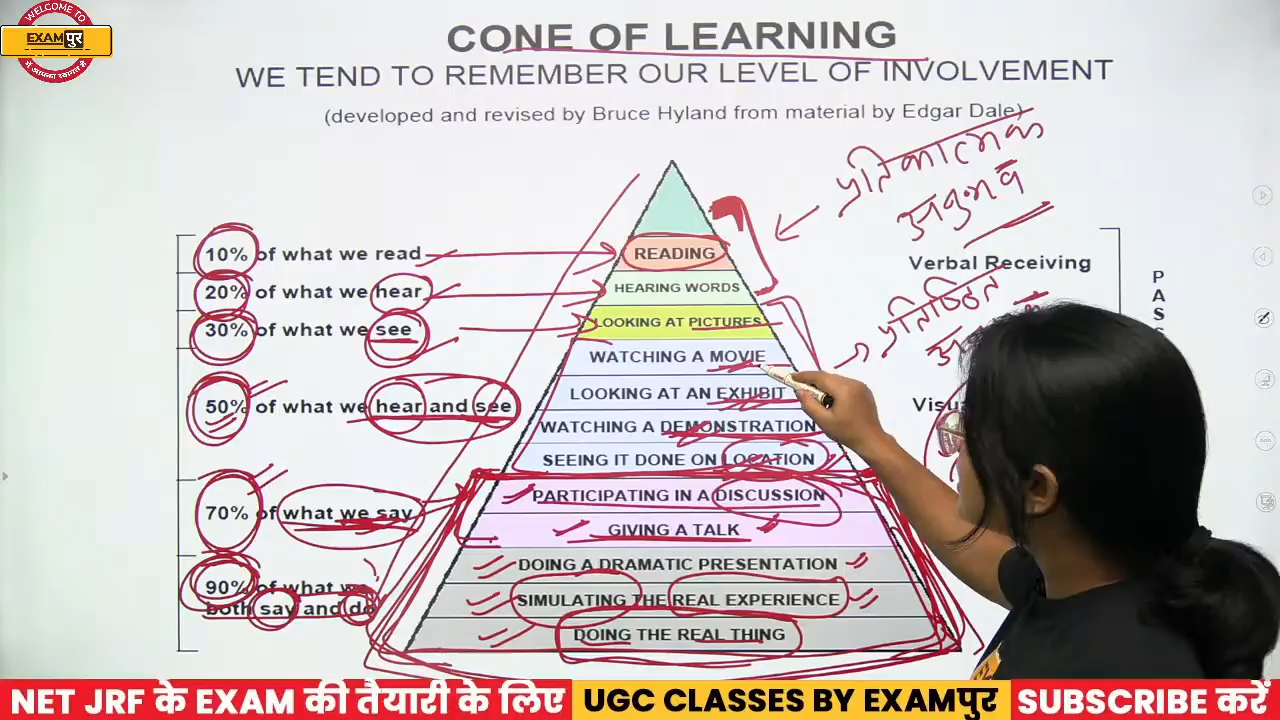 WELCOME TO
EXAMपुर
में आपका स्वागत है
CONE OF LEARNING
WE TEND TO REMEMBER OUR LEVEL OF INVOLVEMENT
(developed and revised by Bruce Hyland from material by Edgar Dale)
प्रतिकात्मक
अनुभव
10% of what we read
READING
Verbal Receiving
20% of what we hear
HEARING WORDS
30% of what we see
LOOKING AT PICTURES
WATCHING A MOVIE
50% of what we hear and see
LOOKING AT AN EXHIBIT
WATCHING A DEMONSTRATION
SEEING IT DONE ON LOCATION
70% of what we say
PARTICIPATING IN A DISCUSSION
GIVING A TALK
90% of what we
both say and do
DOING A DRAMATIC PRESENTATION
SIMULATING THE REAL EXPERIENCE
DOING THE REAL THING
NET JRF के EXAM की तैयारी के लिए
UGC CLASSES BY EXAMपुर
SUBSCRIBE करें